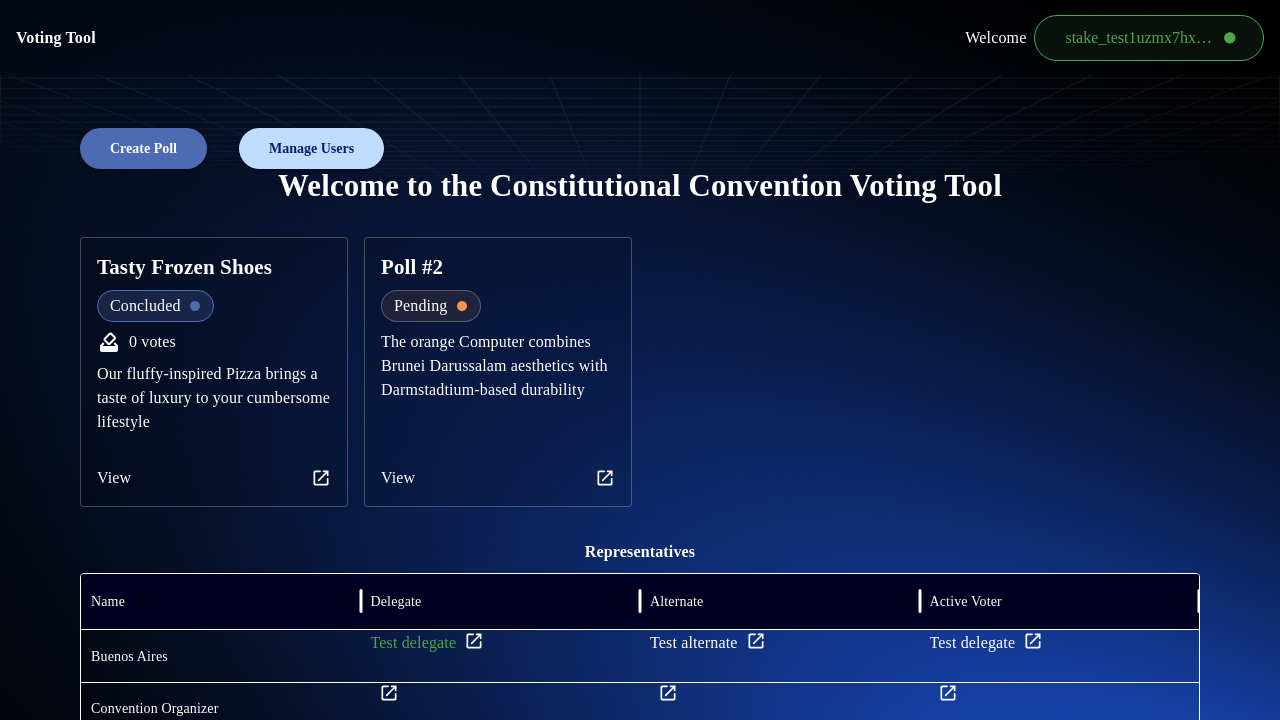 Voting Tool
Welcome
stake_test1uzmx7hx…
Create Poll
Manage Users
Welcome to the Constitutional Convention Voting Tool
Tasty Frozen Shoes
Concluded
0 votes
Our fluffy-inspired Pizza brings a
taste of luxury to your cumbersome
lifestyle
View
Poll #2
Pending
The orange Computer combines
Brunei Darussalam aesthetics with
Darmstadtium-based durability
View
Representatives
Name
Delegate
Alternate
Active Voter
Buenos Aires
Test delegate
Test alternate
Test delegate
Convention Organizer